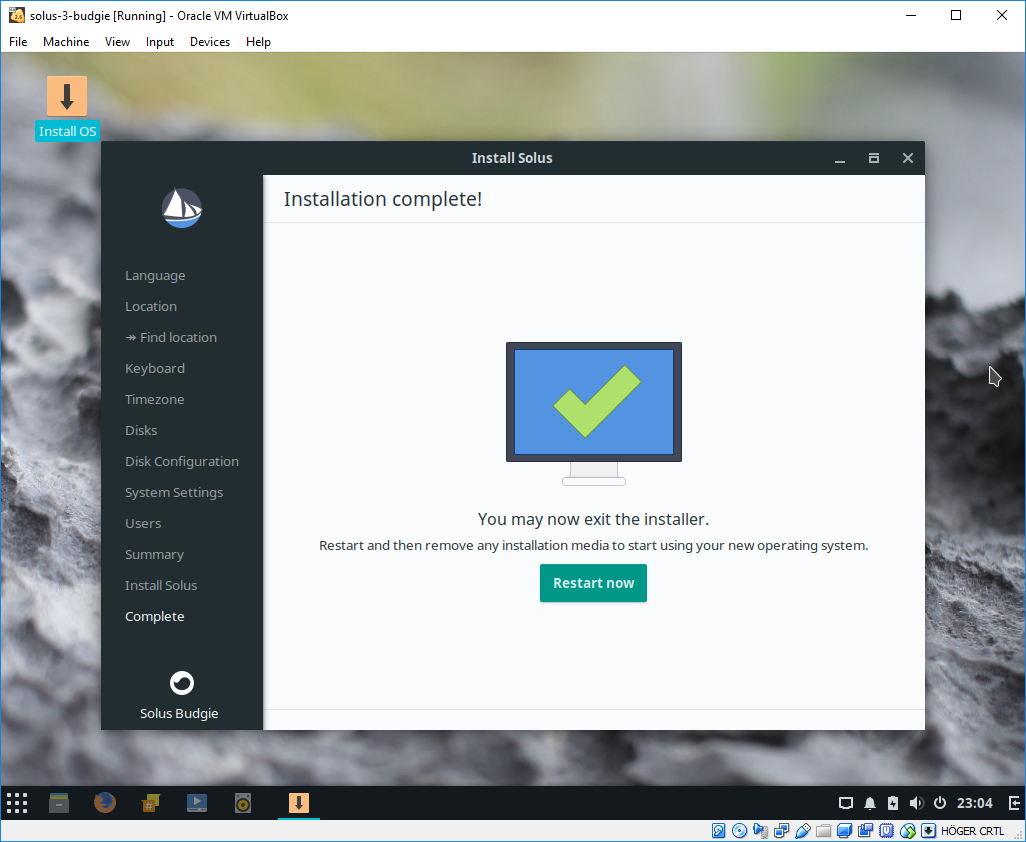 solus-3-budgie [Running] - Oracle VM VirtualBox
File Machine View Input Devices Help
Install OS
Install Solus
Installation complete!
Language
Location
↠ Find location
Keyboard
Timezone
Disks
Disk Configuration
System Settings
Users
Summary
Install Solus
Complete
Solus Budgie
You may now exit the installer.
Restart and then remove any installation media to start using your new operating system.
Restart now
23:04
HÖGER CRTL